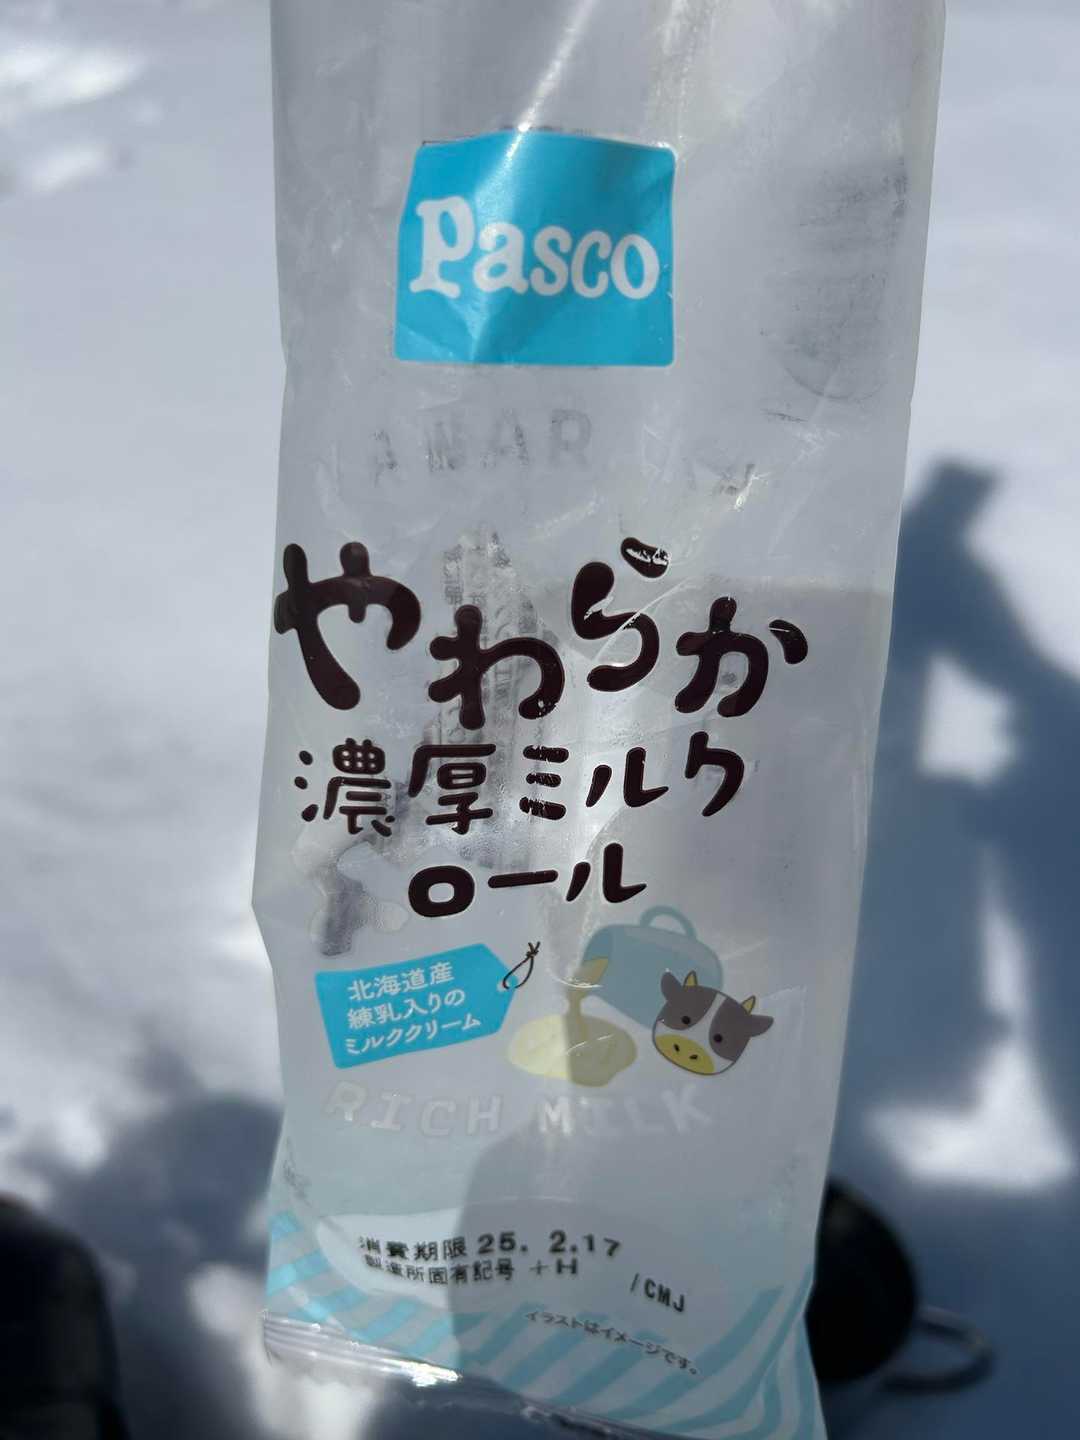 Pasco
やわらか
濃厚ミルク
ロール
北海道産
練乳入りの
ミルククリーム
RICH MILK
消費期限 25. 2.17
製造所固有記号 +H
/CMJ
イラストはイメージです。